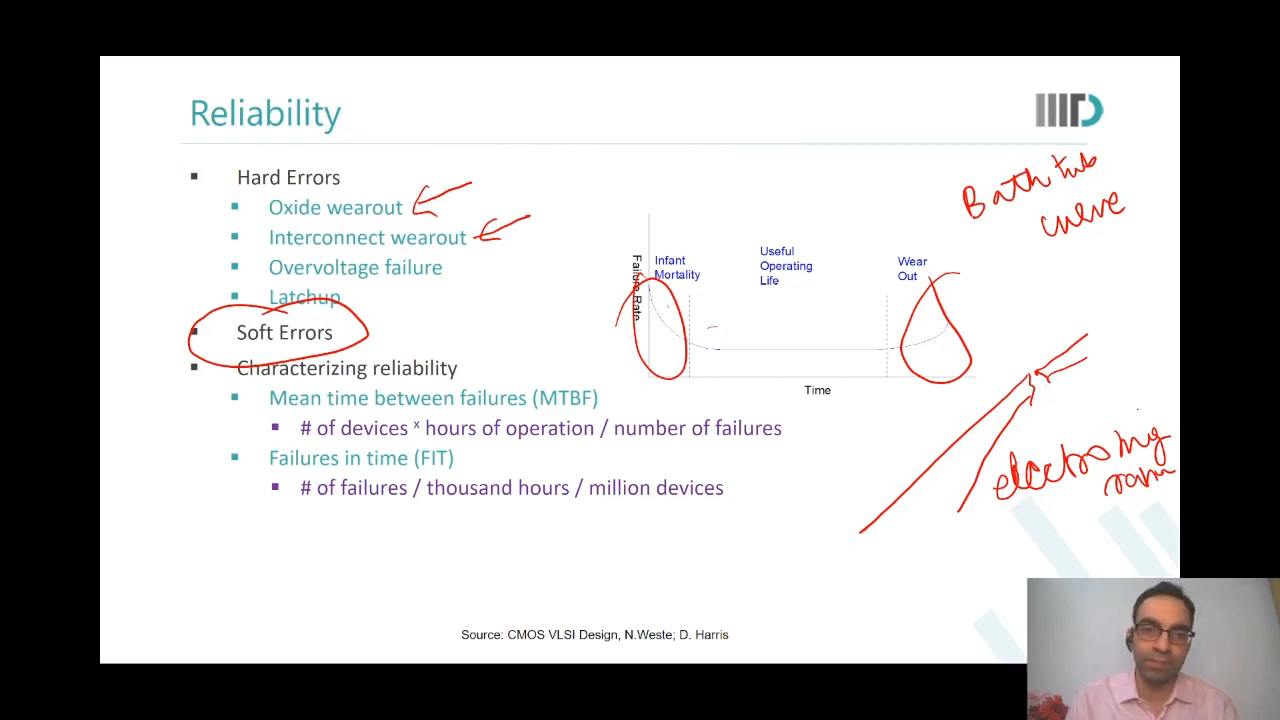 Reliability
IIITD
Hard Errors
Oxide wearout
Interconnect wearout
Overvoltage failure
Latchup
Soft Errors
Characterizing reliability
Mean time between failures (MTBF)
# of devices x hours of operation / number of failures
Failures in time (FIT)
# of failures / thousand hours / million devices
Bath tub
curve
Failure Rate
Infant
Mortality
Useful
Operating
Life
Wear
Out
Time
Source: CMOS VLSI Design, N.Weste; D. Harris